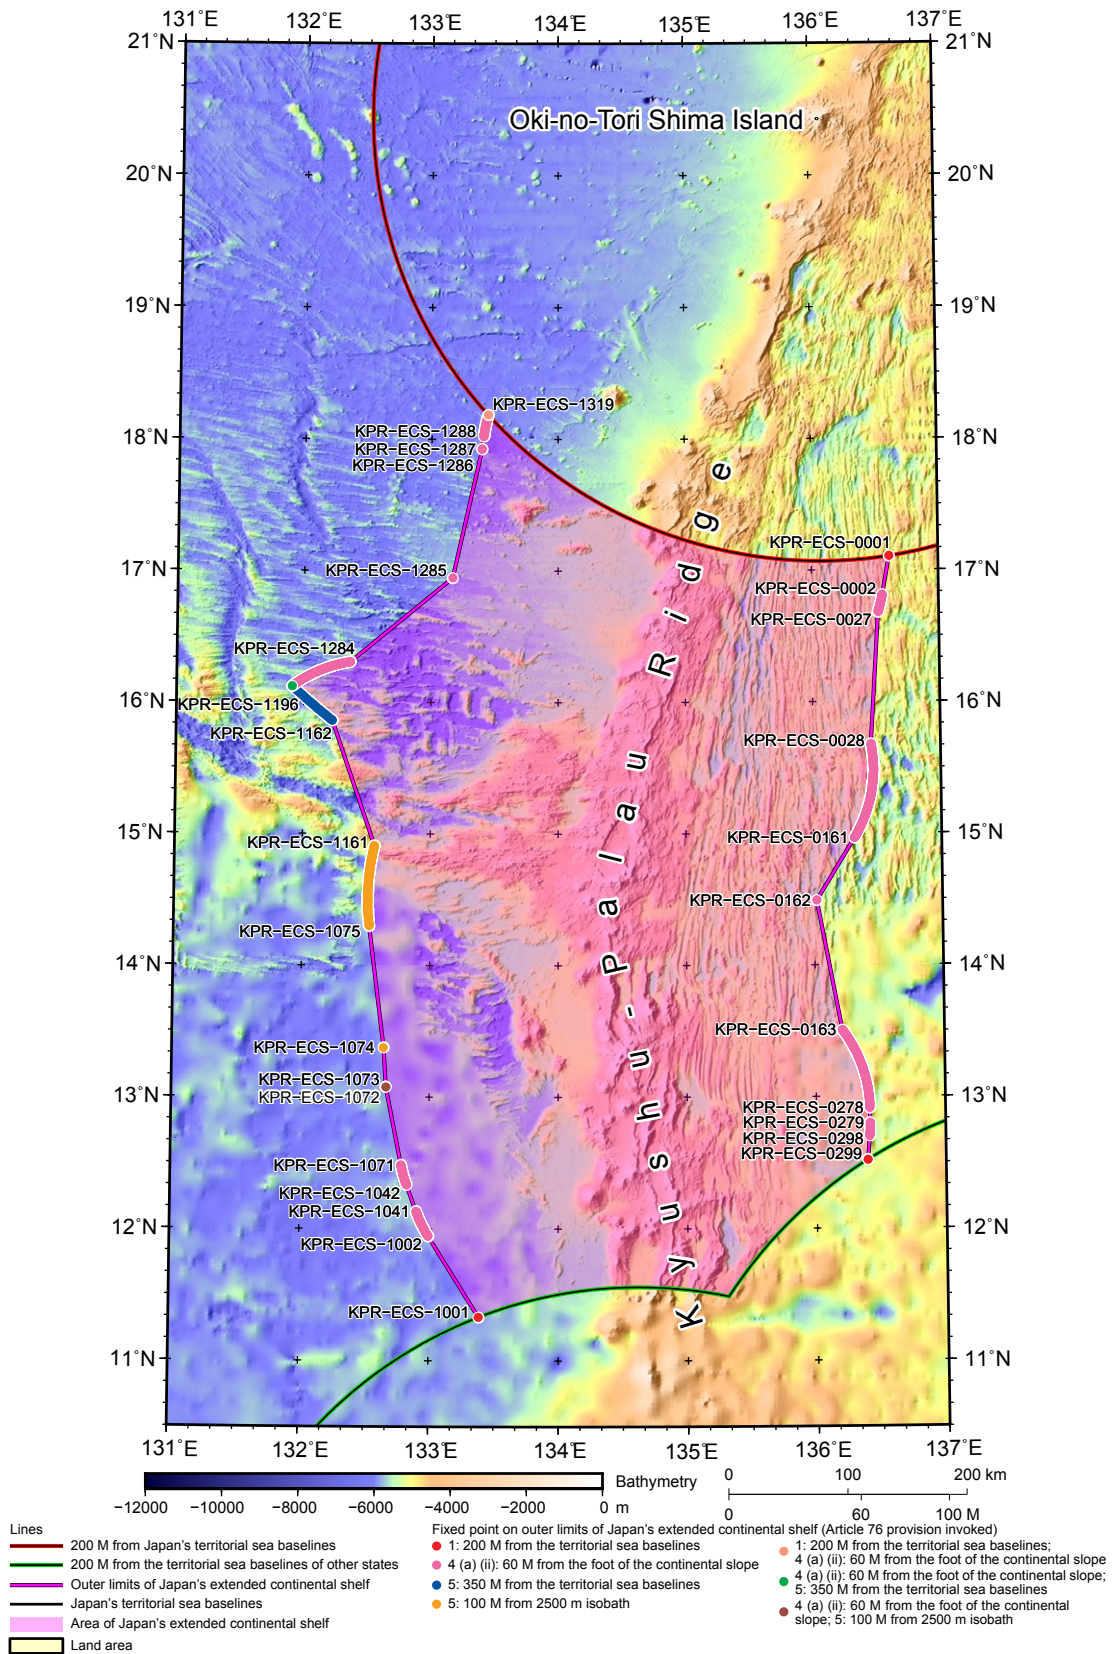 131°E 132°E 133°E 134°E 135°E 136°E 137°E
21°N 21°N
Oki-no-Tori Shima Island
20°N 20°N
19°N 19°N
KPR-ECS-1319
KPR-ECS-1288
18°N 18°N
KPR-ECS-1287
KPR-ECS-1286
KPR-ECS-0001
17°N 17°N
KPR-ECS-1285
KPR-ECS-0002
KPR-ECS-0027
KPR-ECS-1284
16°N 16°N
KPR-ECS-1196
KPR-ECS-1162
KPR-ECS-0028
Kyushu-Palau Ridge
15°N 15°N
KPR-ECS-1161
KPR-ECS-0161
KPR-ECS-0162
KPR-ECS-1075
14°N 14°N
KPR-ECS-0163
KPR-ECS-1074
KPR-ECS-1073
13°N 13°N
KPR-ECS-1072
KPR-ECS-0278
KPR-ECS-0279
KPR-ECS-0298
KPR-ECS-0299
KPR-ECS-1071
KPR-ECS-1042
KPR-ECS-1041
12°N 12°N
KPR-ECS-1002
KPR-ECS-1001
11°N 11°N
131°E 132°E 133°E 134°E 135°E 136°E 137°E
Bathymetry
−12000 −10000 −8000 −6000 −4000 −2000 0 m
0 100 200 km
60 100 M
Lines
200 M from Japan's territorial sea baselines
200 M from the territorial sea baselines of other states
Outer limits of Japan's extended continental shelf
Japan's territorial sea baselines
Area of Japan's extended continental shelf
Land area
Fixed point on outer limits of Japan's extended continental shelf (Article 76 provision invoked)
1: 200 M from the territorial sea baselines
4 (a) (ii): 60 M from the foot of the continental slope
5: 350 M from the territorial sea baselines
5: 100 M from 2500 m isobath
1: 200 M from the territorial sea baselines;
4 (a) (ii): 60 M from the foot of the continental slope
4 (a) (ii): 60 M from the foot of the continental slope;
5: 350 M from the territorial sea baselines
4 (a) (ii): 60 M from the foot of the continental
slope; 5: 100 M from 2500 m isobath